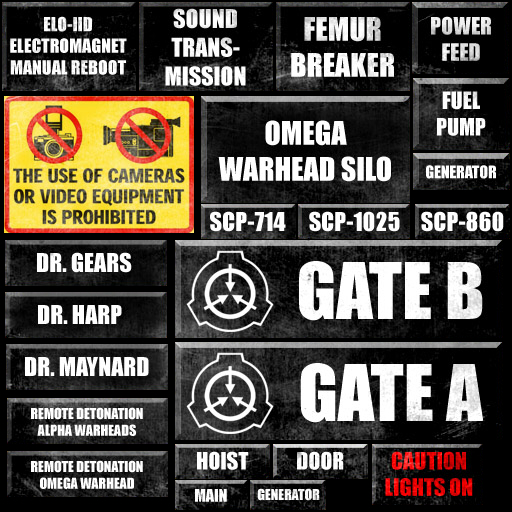 ELO-IID
ELECTROMAGNET
MANUAL REBOOT
SOUND
TRANS-
MISSION
FEMUR
BREAKER
POWER
FEED
FUEL
PUMP
GENERATOR
THE USE OF CAMERAS
OR VIDEO EQUIPMENT
IS PROHIBITED
OMEGA
WARHEAD SILO
SCP-714
SCP-1025
SCP-860
DR. GEARS
DR. HARP
DR. MAYNARD
REMOTE DETONATION
ALPHA WARHEADS
REMOTE DETONATION
OMEGA WARHEAD
GATE B
GATE A
HOIST
DOOR
MAIN
GENERATOR
CAUTION
LIGHTS ON